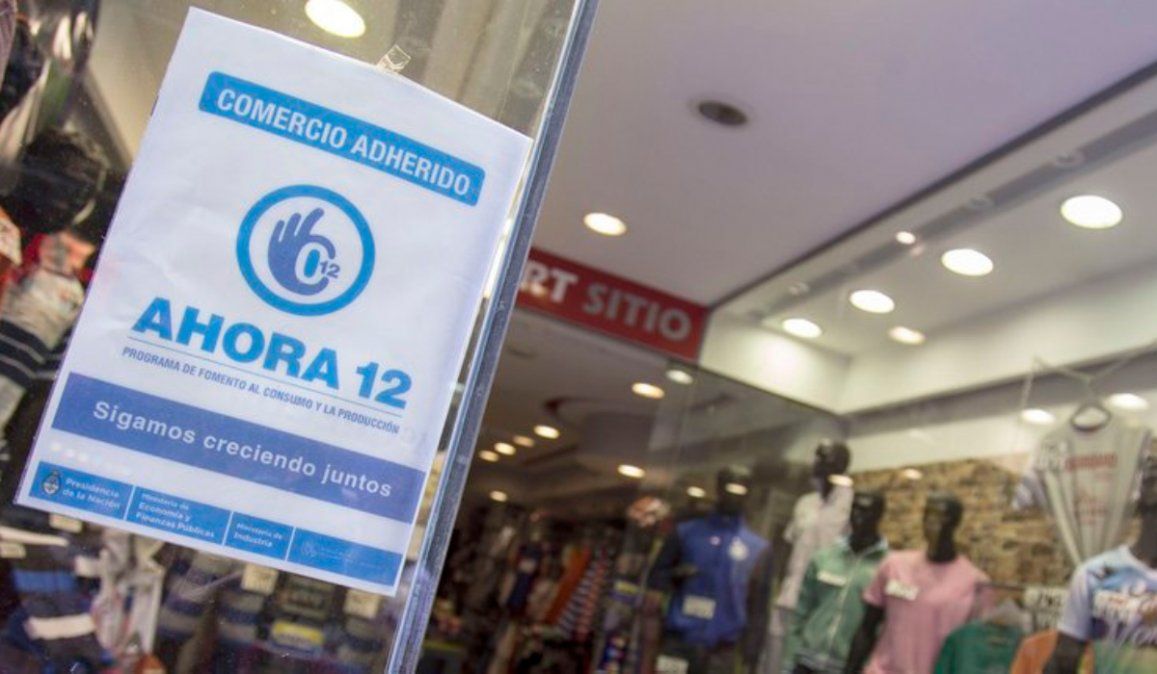 COMERCIO ADHERIDO
12
AHORA 12
PROGRAMA DE FOMENTO AL CONSUMO Y LA PRODUCCIÓN
Sigamos creciendo juntos
Presidencia
de la Nación
Ministerio de
Economía y
Finanzas Públicas
Ministerio de
Industria
RT SITIO